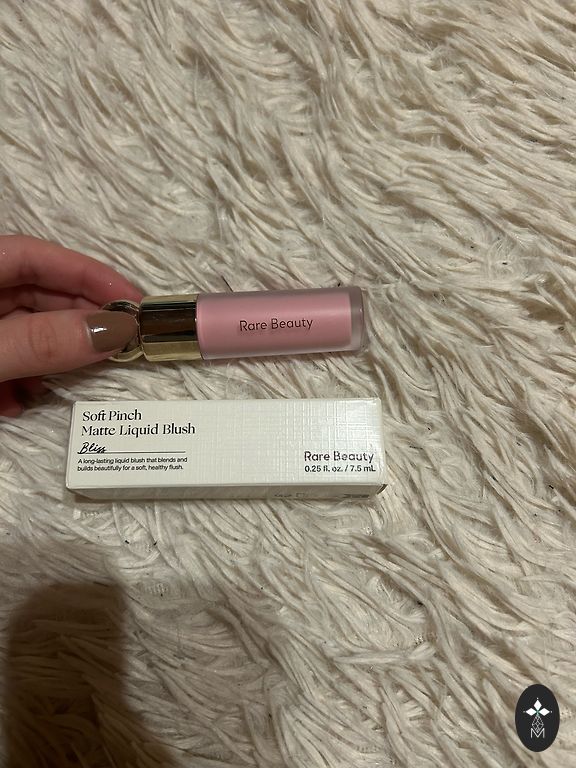 Rare Beauty
Soft Pinch
Matte Liquid Blush
Bliss
A long-lasting liquid blush that blends and
builds beautifully for a soft, healthy flush.
Rare Beauty
0.25 fl. oz. / 7.5 mL